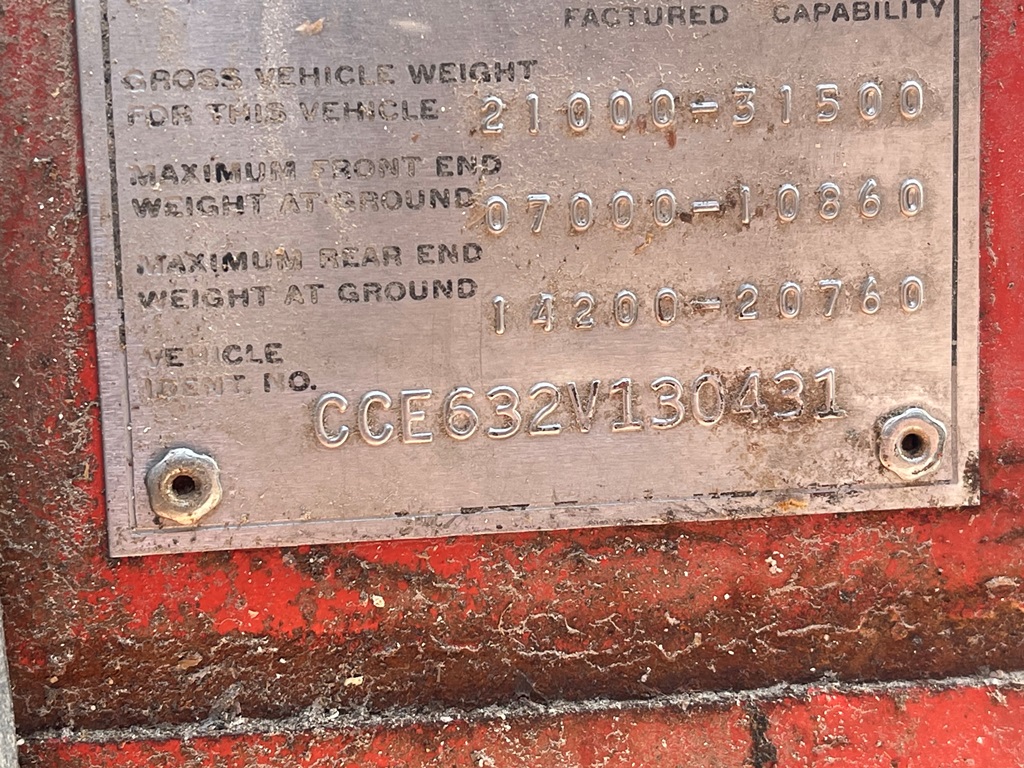 FACTURED CAPABILITY
GROSS VEHICLE WEIGHT
FOR THIS VEHICLE 21000-31500
MAXIMUM FRONT END
WEIGHT AT GROUND 07000-10860
MAXIMUM REAR END
WEIGHT AT GROUND 14200-20760
VEHICLE
IDENT. NO. CCE632V130431